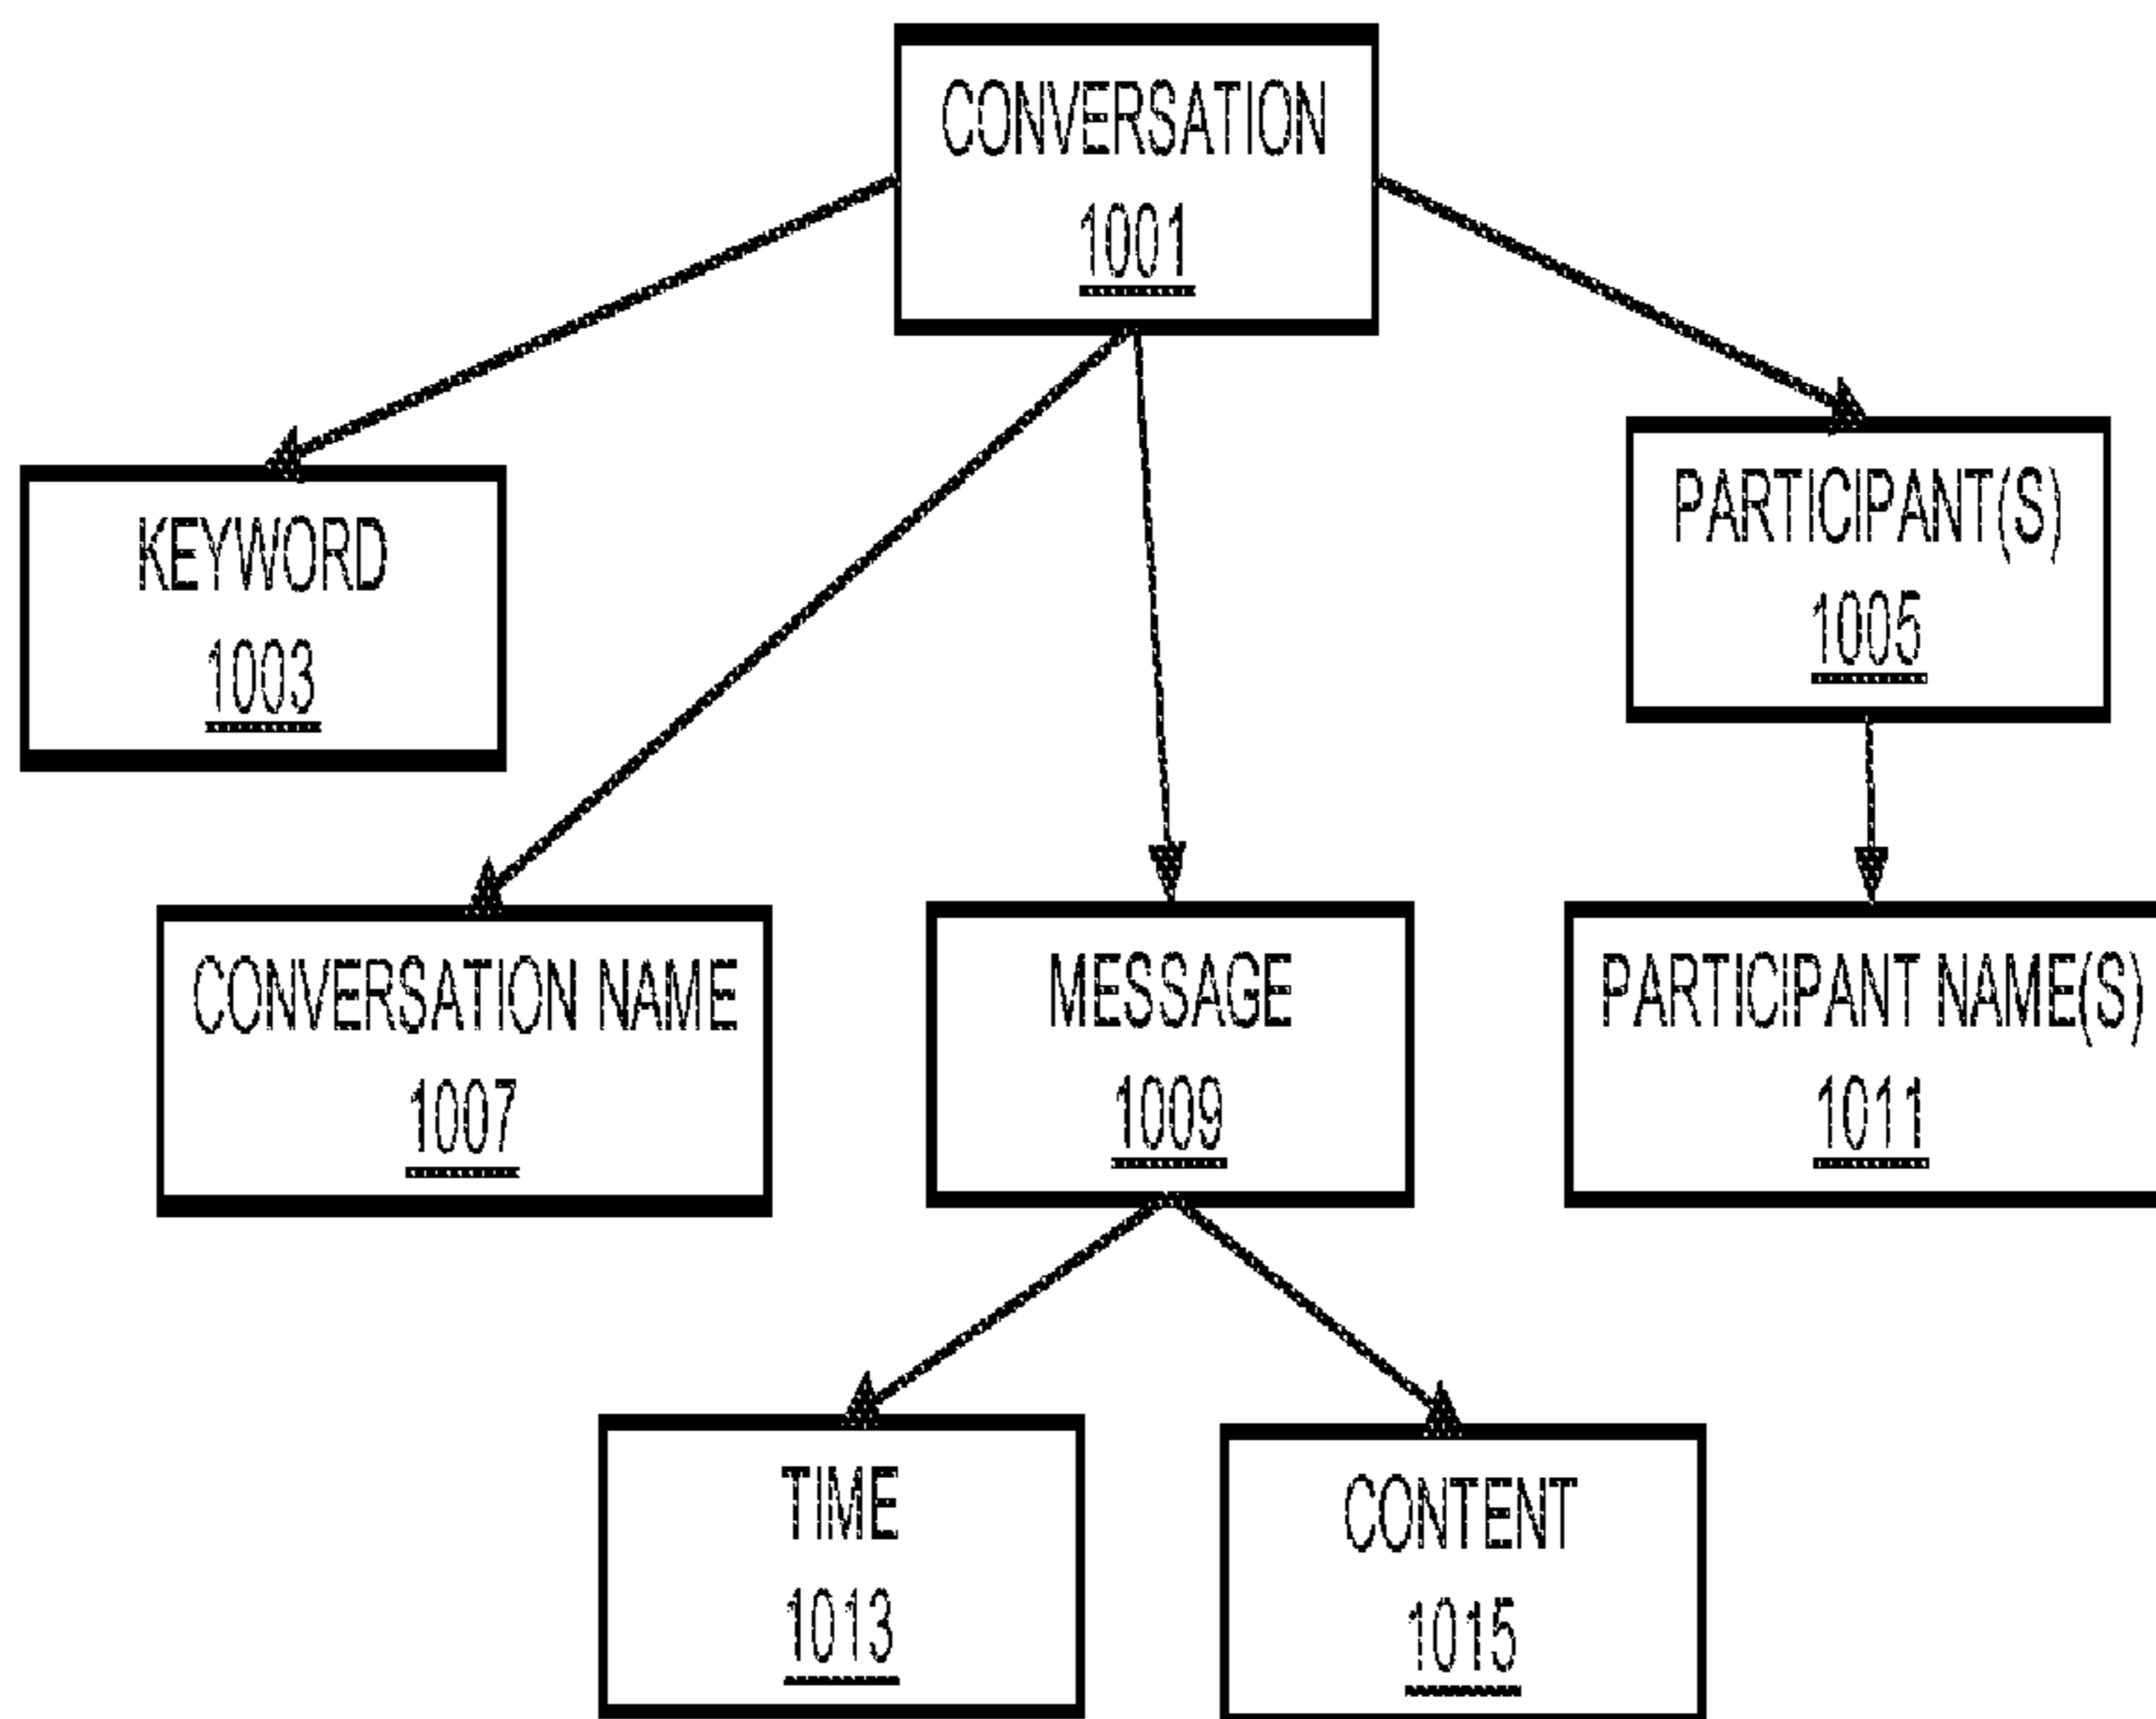 CONVERSATION
1001
KEYWORD
1003
PARTICIPANT(S)
1005
CONVERSATION NAME
1007
MESSAGE
1009
PARTICIPANT NAME(S)
1011
TIME
1013
CONTENT
1015